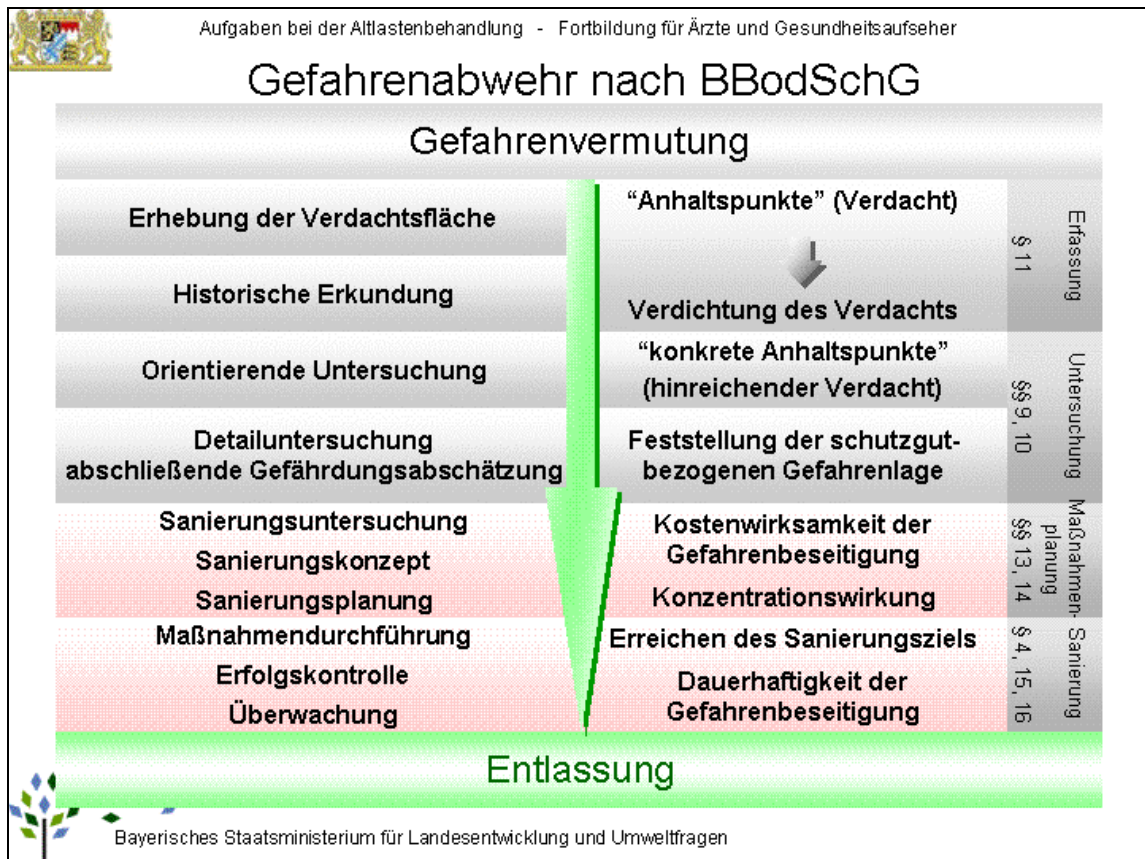 Aufgaben bei der Altlastenbehandlung - Fortbildung für Ärzte und Gesundheitsaufseher
Gefahrenabwehr nach BBodSchG
Gefahrenvermutung
Erhebung der Verdachtsfläche
Historische Erkundung
"Anhaltspunkte" (Verdacht)
Verdichtung des Verdachts
§ 11
Erfassung
Orientierende Untersuchung
"konkrete Anhaltspunkte"
(hinreichender Verdacht)
Detailuntersuchung
abschließende Gefährdungsabschätzung
Feststellung der schutzgut-
bezogenen Gefahrenlage
§§ 9, 10
Untersuchung
Sanierungsuntersuchung
Sanierungskonzept
Sanierungsplanung
Kostenwirksamkeit der
Gefahrenbeseitigung
Konzentrationswirkung
§§ 13, 14
Maßnahmen-
planung
Maßnahmendurchführung
Erfolgskontrolle
Überwachung
Erreichen des Sanierungsziels
Dauerhaftigkeit der
Gefahrenbeseitigung
§ 4, 15, 16
Sanierung
Entlassung
Bayerisches Staatsministerium für Landesentwicklung und Umweltfragen